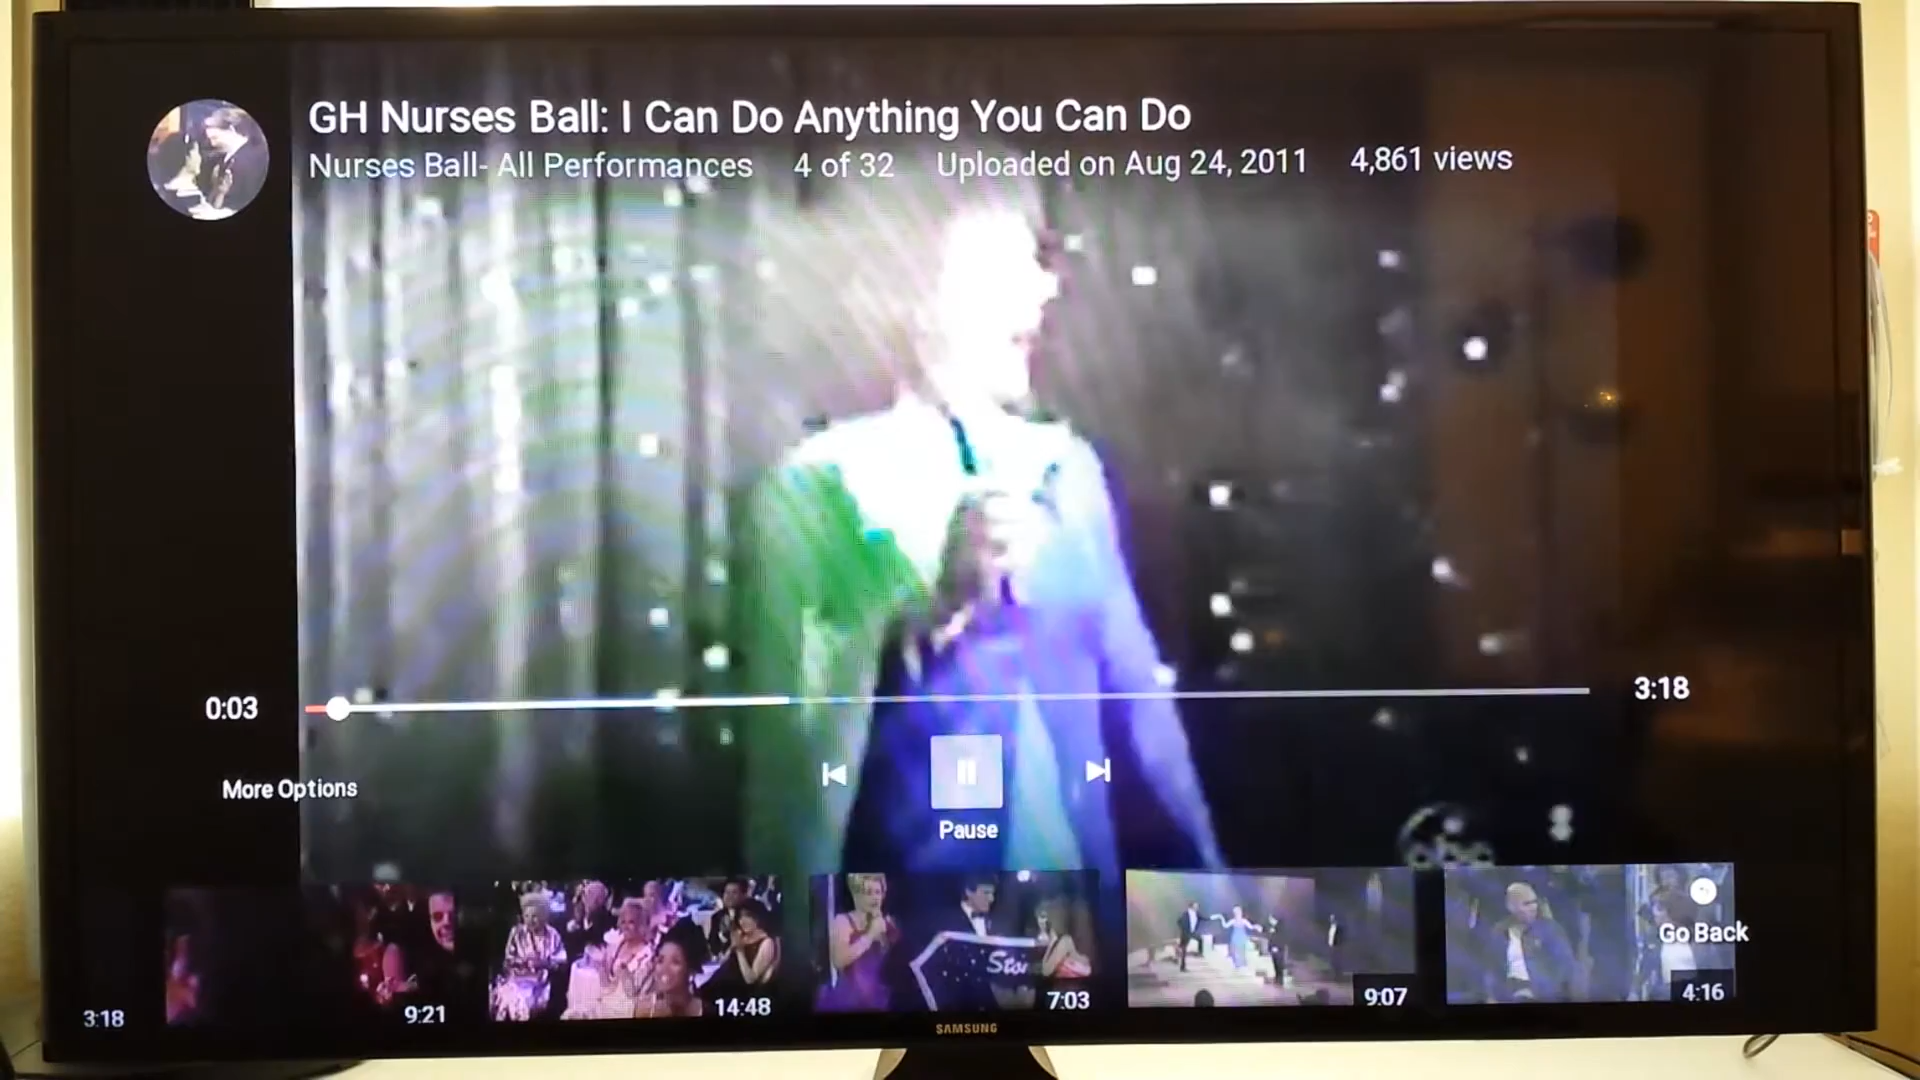 GH Nurses Ball: I Can Do Anything You Can Do
Nurses Ball- All Performances 4 of 32 Uploaded on Aug 24, 2011 4,861 views
0:03
3:18
More Options
Pause
abc
Go Back
3:18
9:21
14:48
7:03
9:07
4:16
SAMSUNG